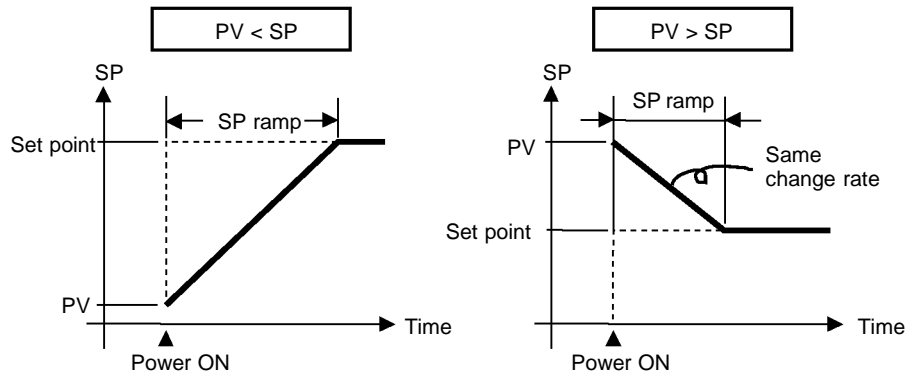 PV < SP
SP
SP ramp
Set point
PV
Time
Power ON
PV > SP
SP
SP ramp
PV
Same
change rate
Set point
Time
Power ON